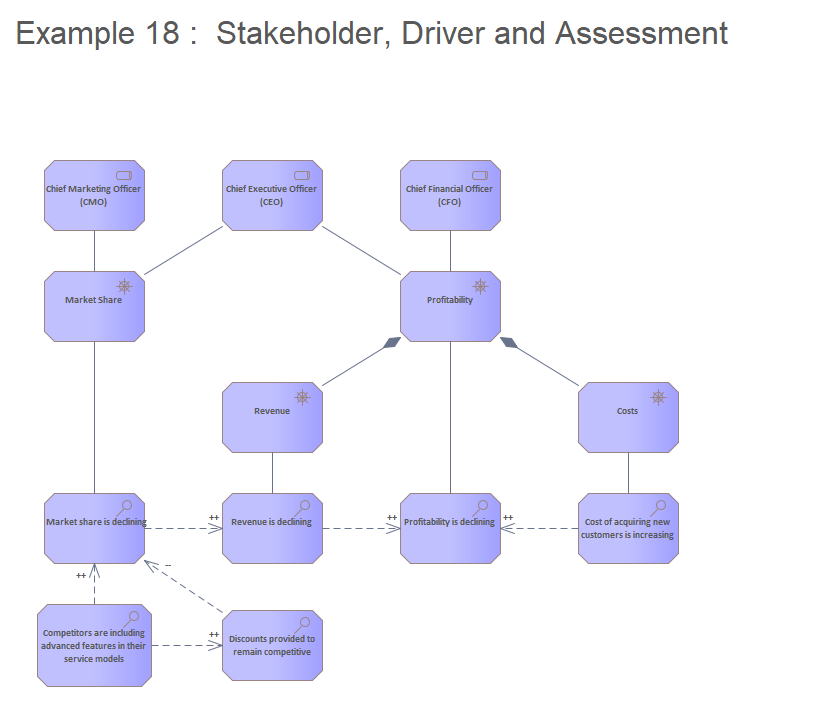 Example 18 :  Stakeholder, Driver and Assessment
Chief Marketing Officer
(CMO)
Chief Executive Officer
(CEO)
Chief Financial Officer
(CFO)
Market Share
Profitability
Revenue
Costs
Market share is declining
++
Revenue is declining
++
Profitability is declining
++
Cost of acquiring new
customers is increasing
++
--
Competitors are including
advanced features in their
service models
++
Discounts provided to
remain competitive